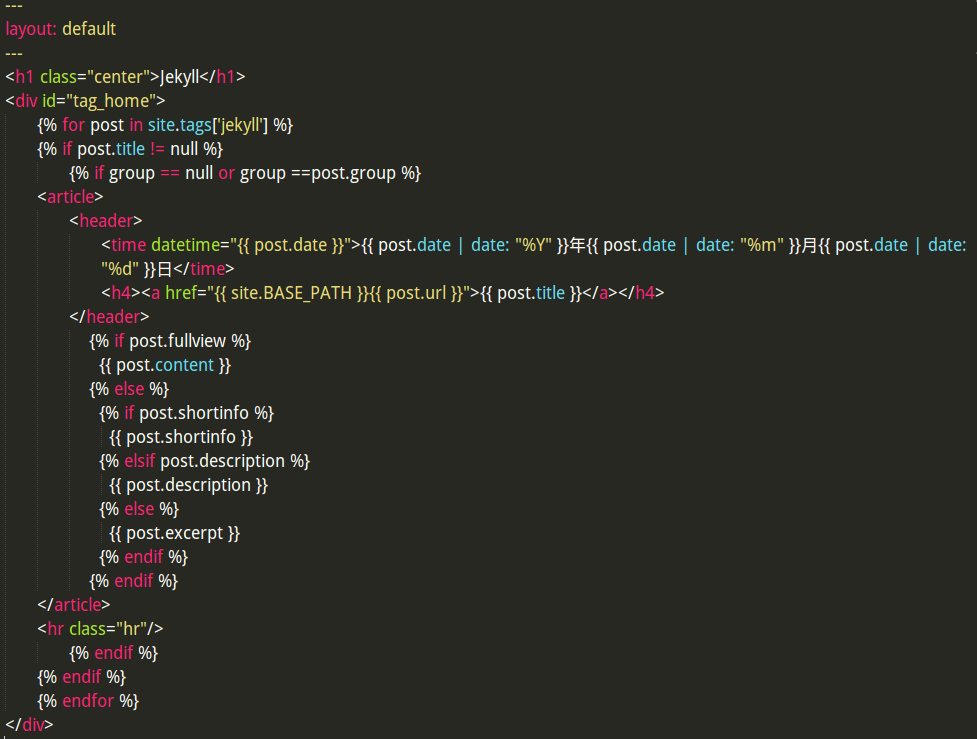 ---
layout: default
---
<h1 class="center">Jekyll</h1>
<div id="tag_home">
{% for post in site.tags['jekyll'] %}
{% if post.title != null %}
{% if group == null or group ==post.group %}
<article>
<header>
<time datetime="{{ post.date }}">{{ post.date | date: "%Y" }}年{{ post.date | date: "%m" }}月{{ post.date | date:
"%d" }}日</time>
<h4><a href="{{ site.BASE_PATH }}{{ post.url }}">{{ post.title }}</a></h4>
</header>
{% if post.fullview %}
{{ post.content }}
{% else %}
{% if post.shortinfo %}
{{ post.shortinfo }}
{% elsif post.description %}
{{ post.description }}
{% else %}
{{ post.excerpt }}
{% endif %}
{% endif %}
</article>
<hr class="hr"/>
{% endif %}
{% endif %}
{% endfor %}
</div>